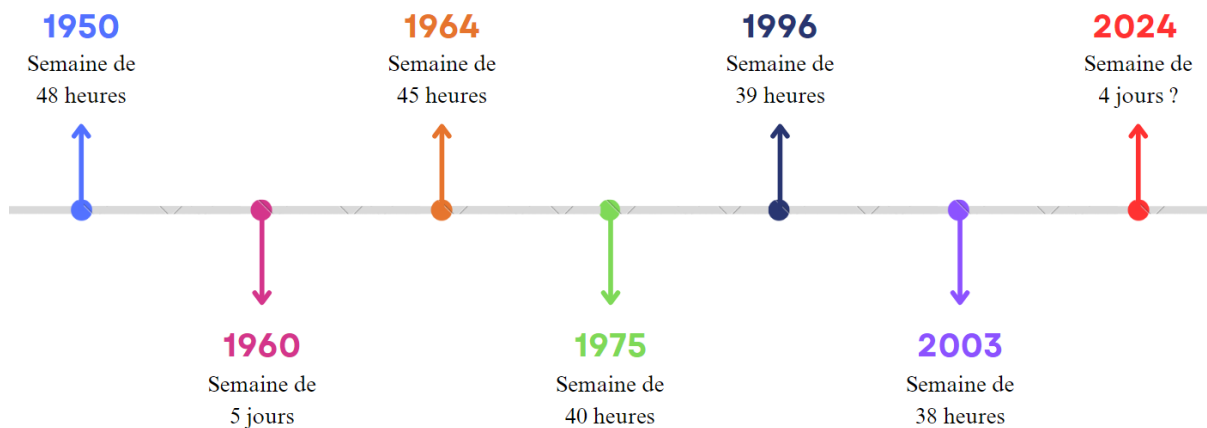 1950
Semaine de
48 heures
1960
Semaine de
5 jours
1964
Semaine de
45 heures
1975
Semaine de
40 heures
1996
Semaine de
39 heures
2003
Semaine de
38 heures
2024
Semaine de
4 jours ?